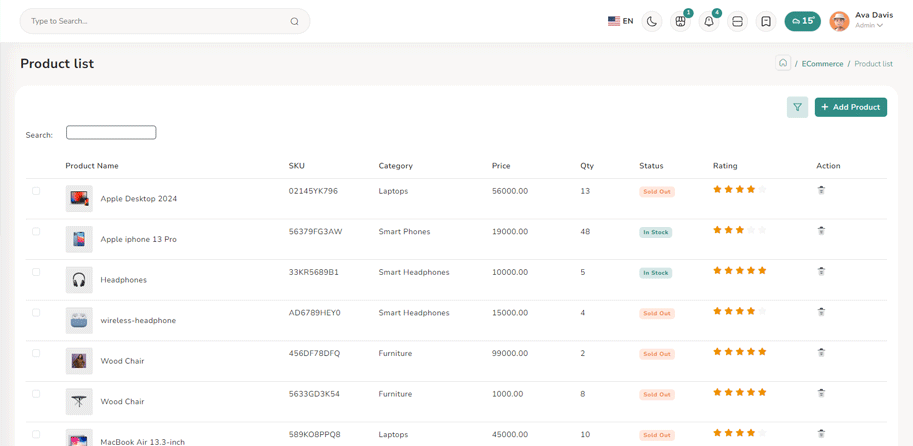 Type to Search...
EN
1
4
15°
Ava Davis
Admin
Product list
/ ECommerce / Product list
+ Add Product
Search:
Product Name SKU Category Price Qty Status Rating Action
Apple Desktop 2024 02145YK796 Laptops 56000.00 13 Sold Out
Apple iphone 13 Pro 56379FG3AW Smart Phones 19000.00 48 In Stock
Headphones 33KR5689B1 Smart Headphones 10000.00 5 In Stock
wireless-headphone AD6789HEY0 Smart Headphones 15000.00 4 Sold Out
Wood Chair 456DF78DFQ Furniture 99000.00 2 Sold Out
Wood Chair 5633GD3K54 Furniture 1000.00 8 Sold Out
MacBook Air 13.3-inch 589KO8PPQ8 Laptops 45000.00 10 Sold Out